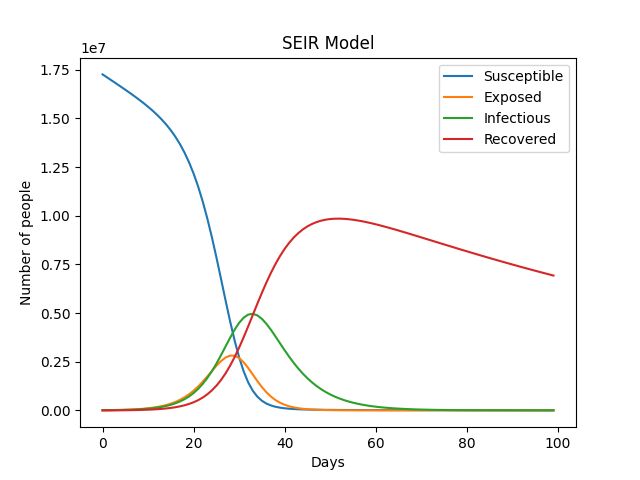 SEIR Model
1e7
1.75
1.50
1.25
1.00
0.75
0.50
0.25
0.00
Number of people
Susceptible
Exposed
Infectious
Recovered
0 20 40 60 80 100
Days